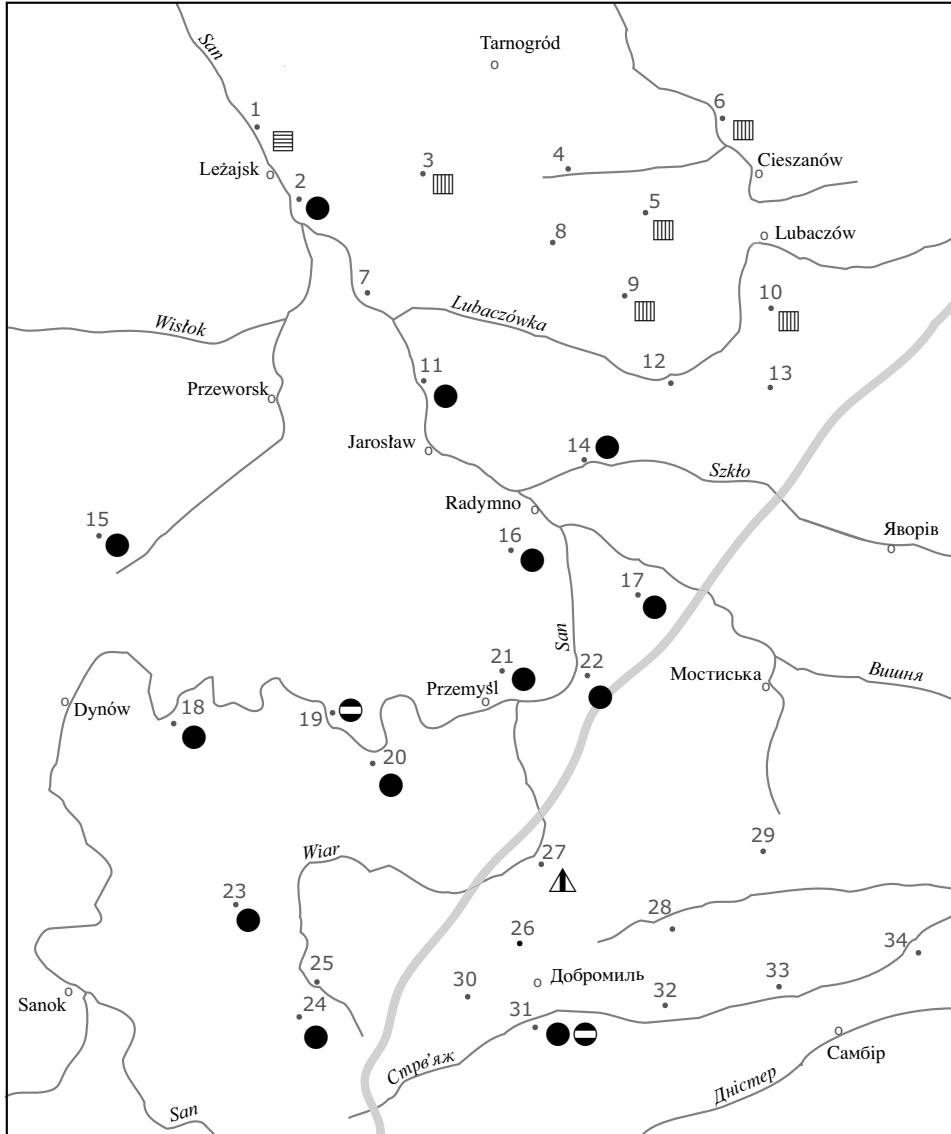 San
Tarnogród
1
6
3
4
Leżajsk
Cieszanów
2
5
8
Lubaczów
7
9
10
Wisłok
Lubaczówka
12
13
11
Przeworsk
Jarosław
14
Szkło
Radymno
15
16
Яворів
17
San
21
22
Przemyśl
Мостиська
Вишня
Dynów
18
19
20
Wiar
27
29
23
28
26
34
25
Добромиль
33
Sanok
30
32
24
31
Самбір
Стрв'яж
Дністер
San